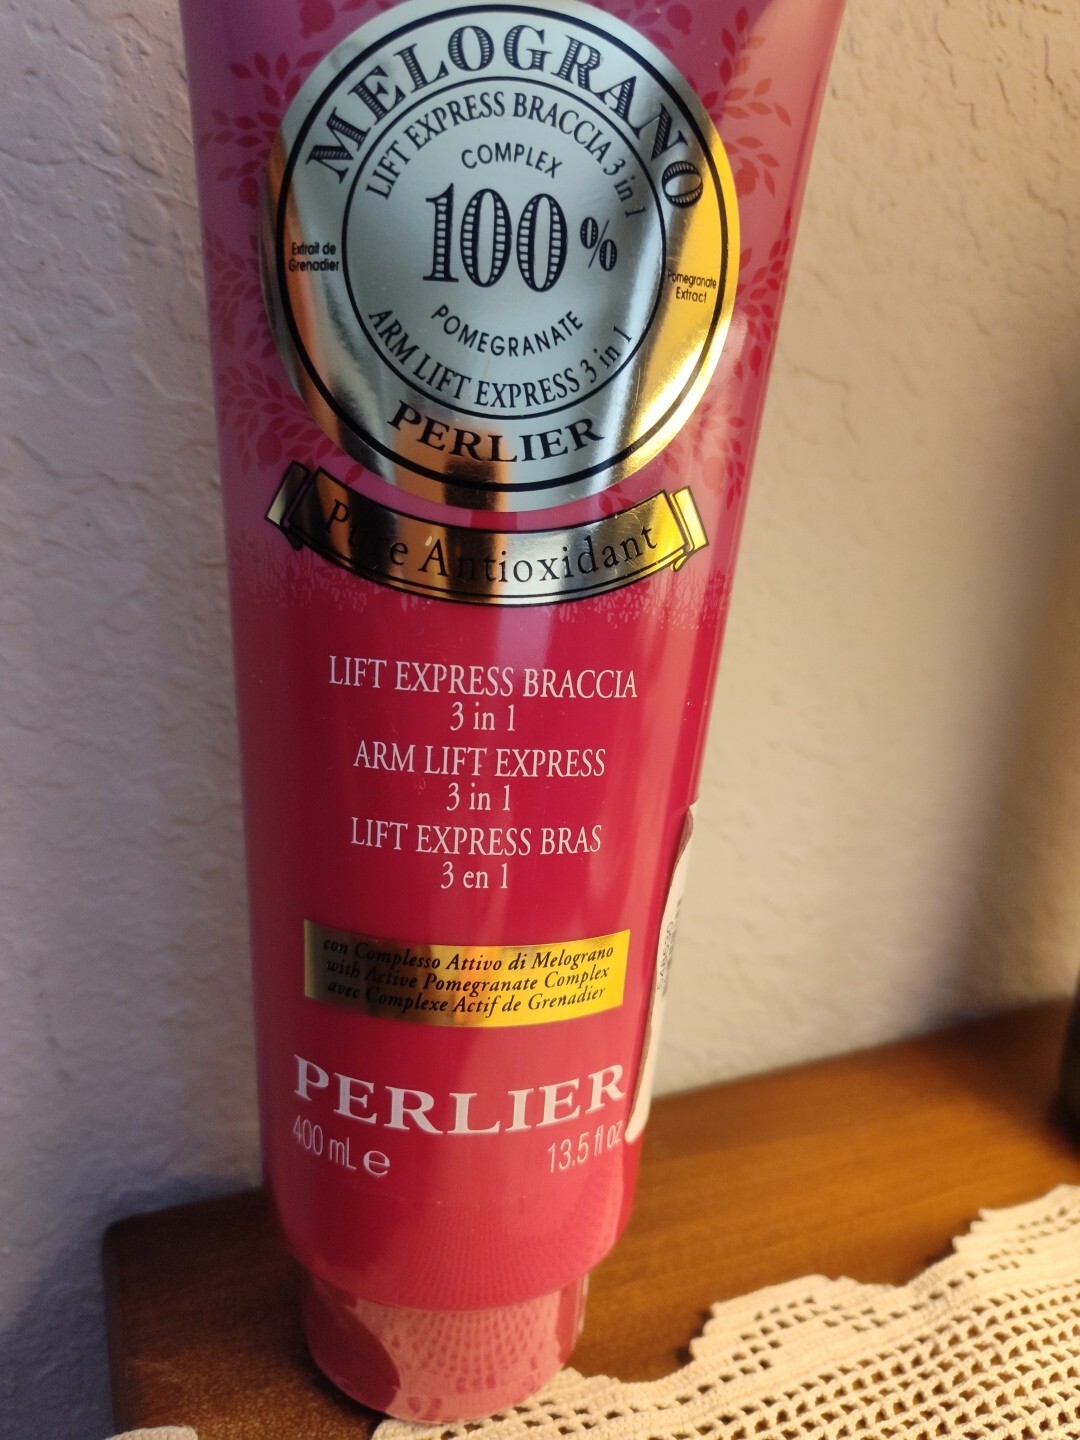 MELOGRANO
LIFT EXPRESS BRACCIA 3 in 1
COMPLEX
100%
POMEGRANATE
ARM LIFT EXPRESS 3 in 1
PERLIER
Extrait de
Grenadier
Pomegranate
Extract
Pure Antioxidant
LIFT EXPRESS BRACCIA
3 in 1
ARM LIFT EXPRESS
3 in 1
LIFT EXPRESS BRAS
3 en 1
con Complesso Attivo di Melograno
with Active Pomegranate Complex
avec Complexe Actif de Grenadier
PERLIER
400 mL e
13.5 fl oz